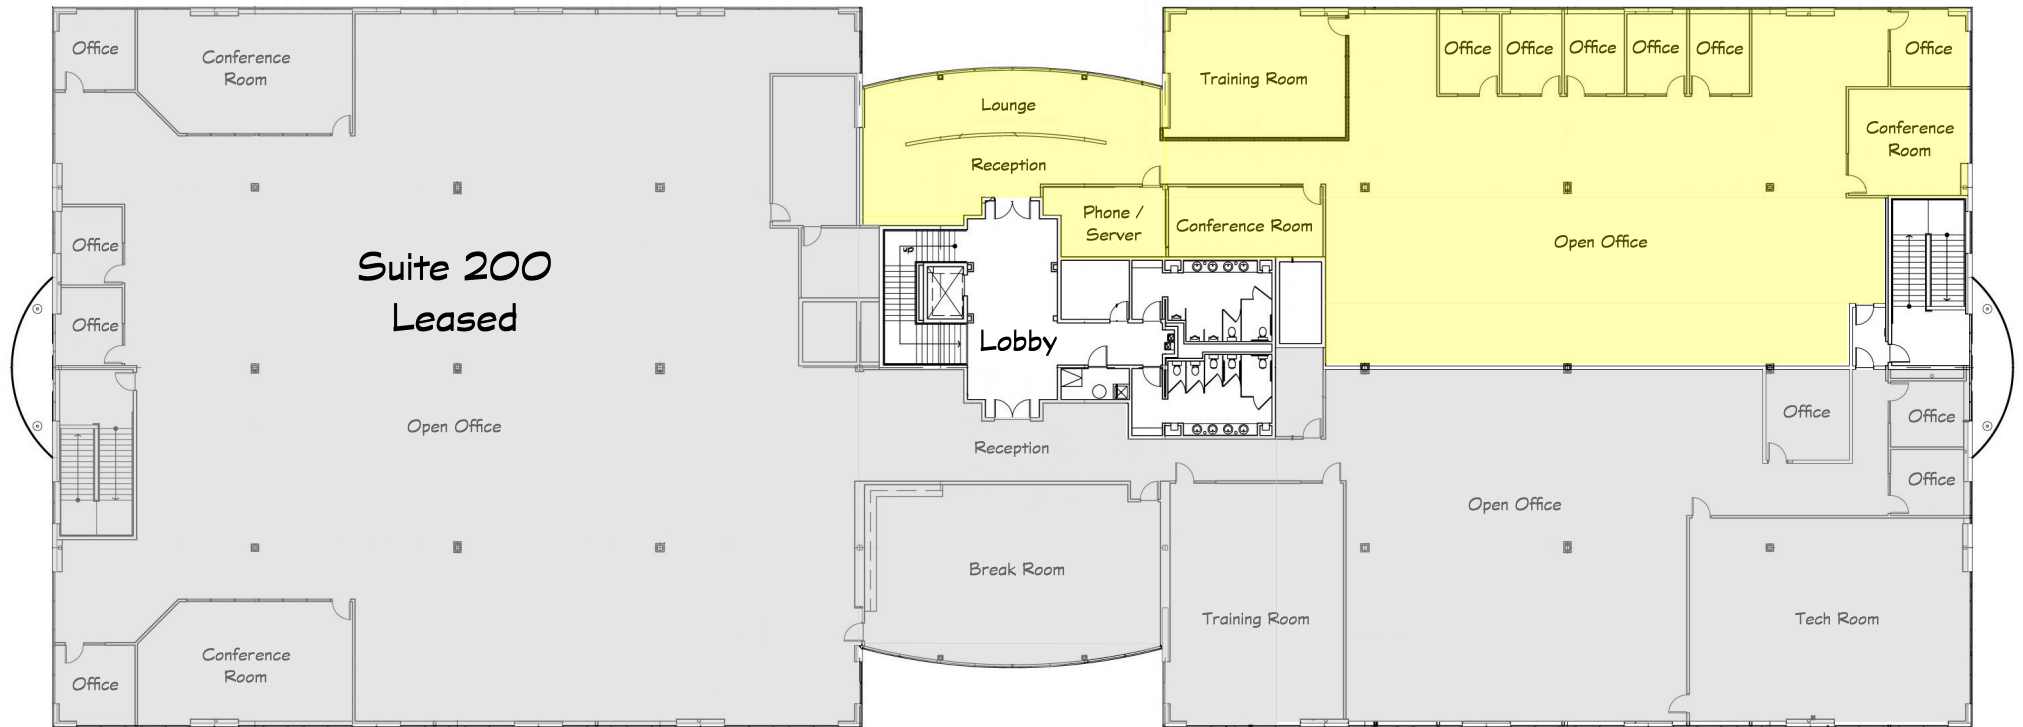 Office
Conference
Room
Lounge
Reception
Training Room
Office
Office
Office
Office
Office
Office
Conference
Room
Phone /
Server
Conference Room
Open Office
Office
Office
Suite 200
Leased
up
Lobby
Open Office
Reception
Office
Office
Office
Open Office
Break Room
Training Room
Tech Room
Conference
Room
Office